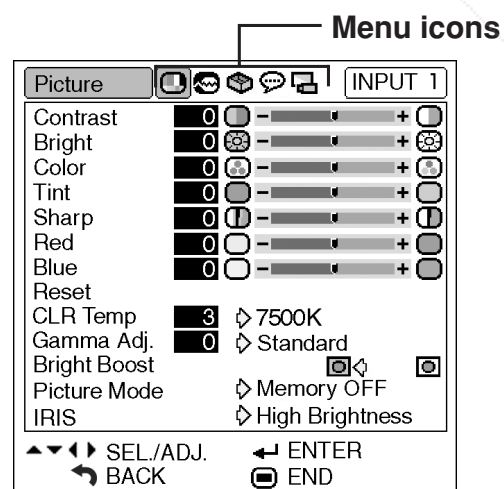 Menu icons
Picture INPUT 1
Contrast 0 - +
Bright 0 - +
Color 0 - +
Tint 0 - +
Sharp 0 - +
Red 0 - +
Blue 0 - +
Reset
CLR Temp 3 7500K
Gamma Adj. 0 Standard
Bright Boost
Picture Mode Memory OFF
IRIS High Brightness
SEL./ADJ. ENTER
BACK END